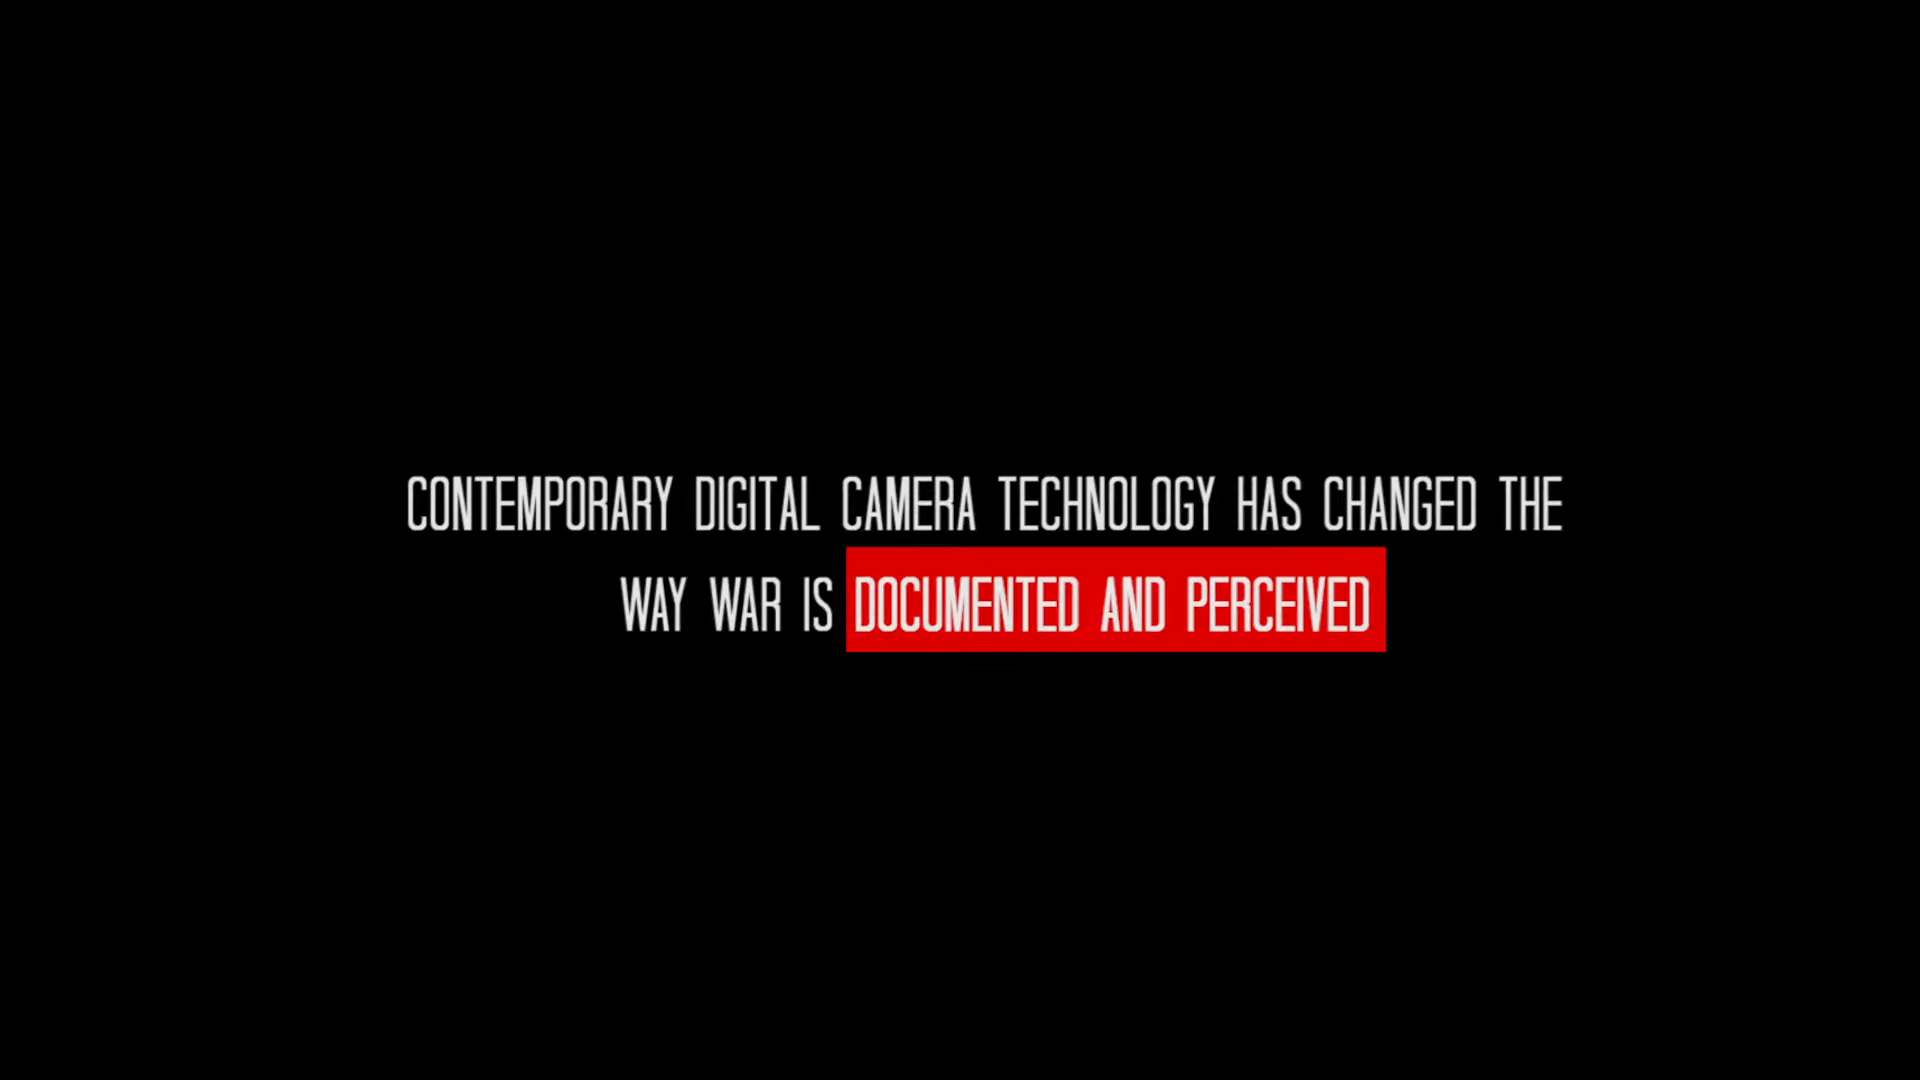 CONTEMPORARY DIGITAL CAMERA TECHNOLOGY HAS CHANGED THE
WAY WAR IS DOCUMENTED AND PERCEIVED